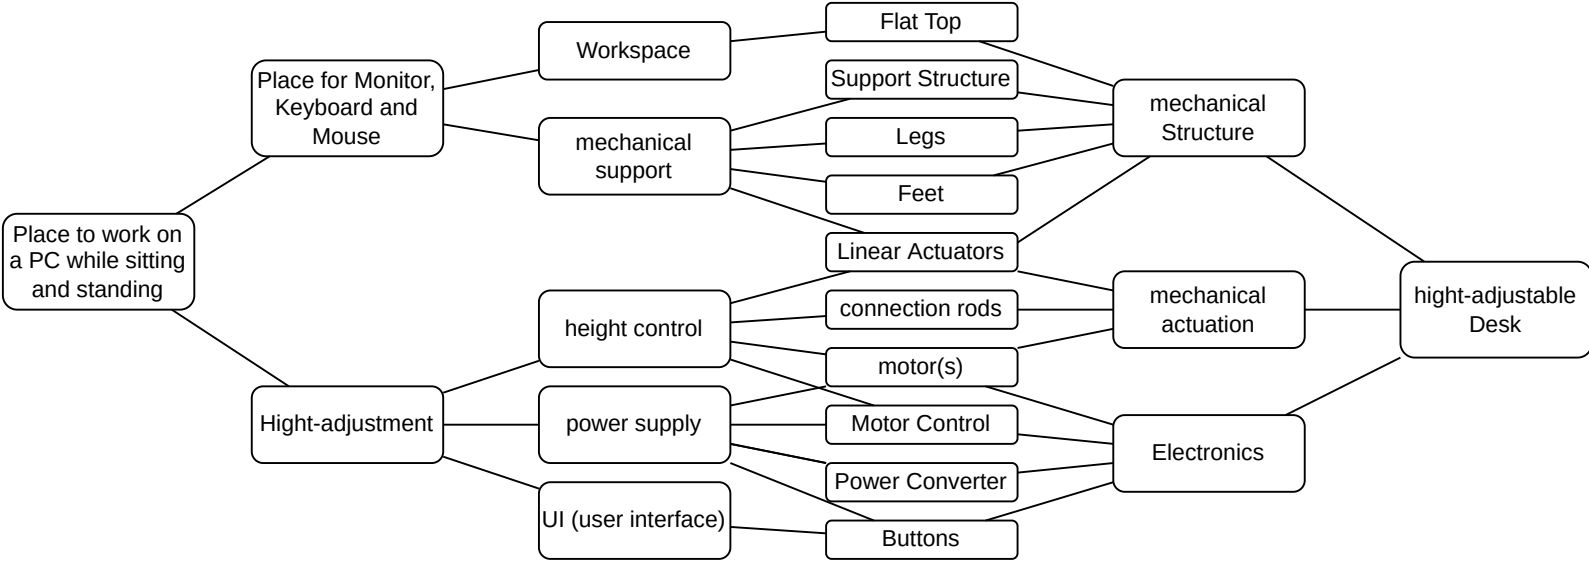 Place to work on
a PC while sitting
and standing
Place for Monitor,
Keyboard and
Mouse
Hight-adjustment
Workspace
mechanical
support
height control
power supply
UI (user interface)
Flat Top
Support Structure
Legs
Feet
Linear Actuators
connection rods
motor(s)
Motor Control
Power Converter
Buttons
mechanical
Structure
mechanical
actuation
Electronics
hight-adjustable
Desk